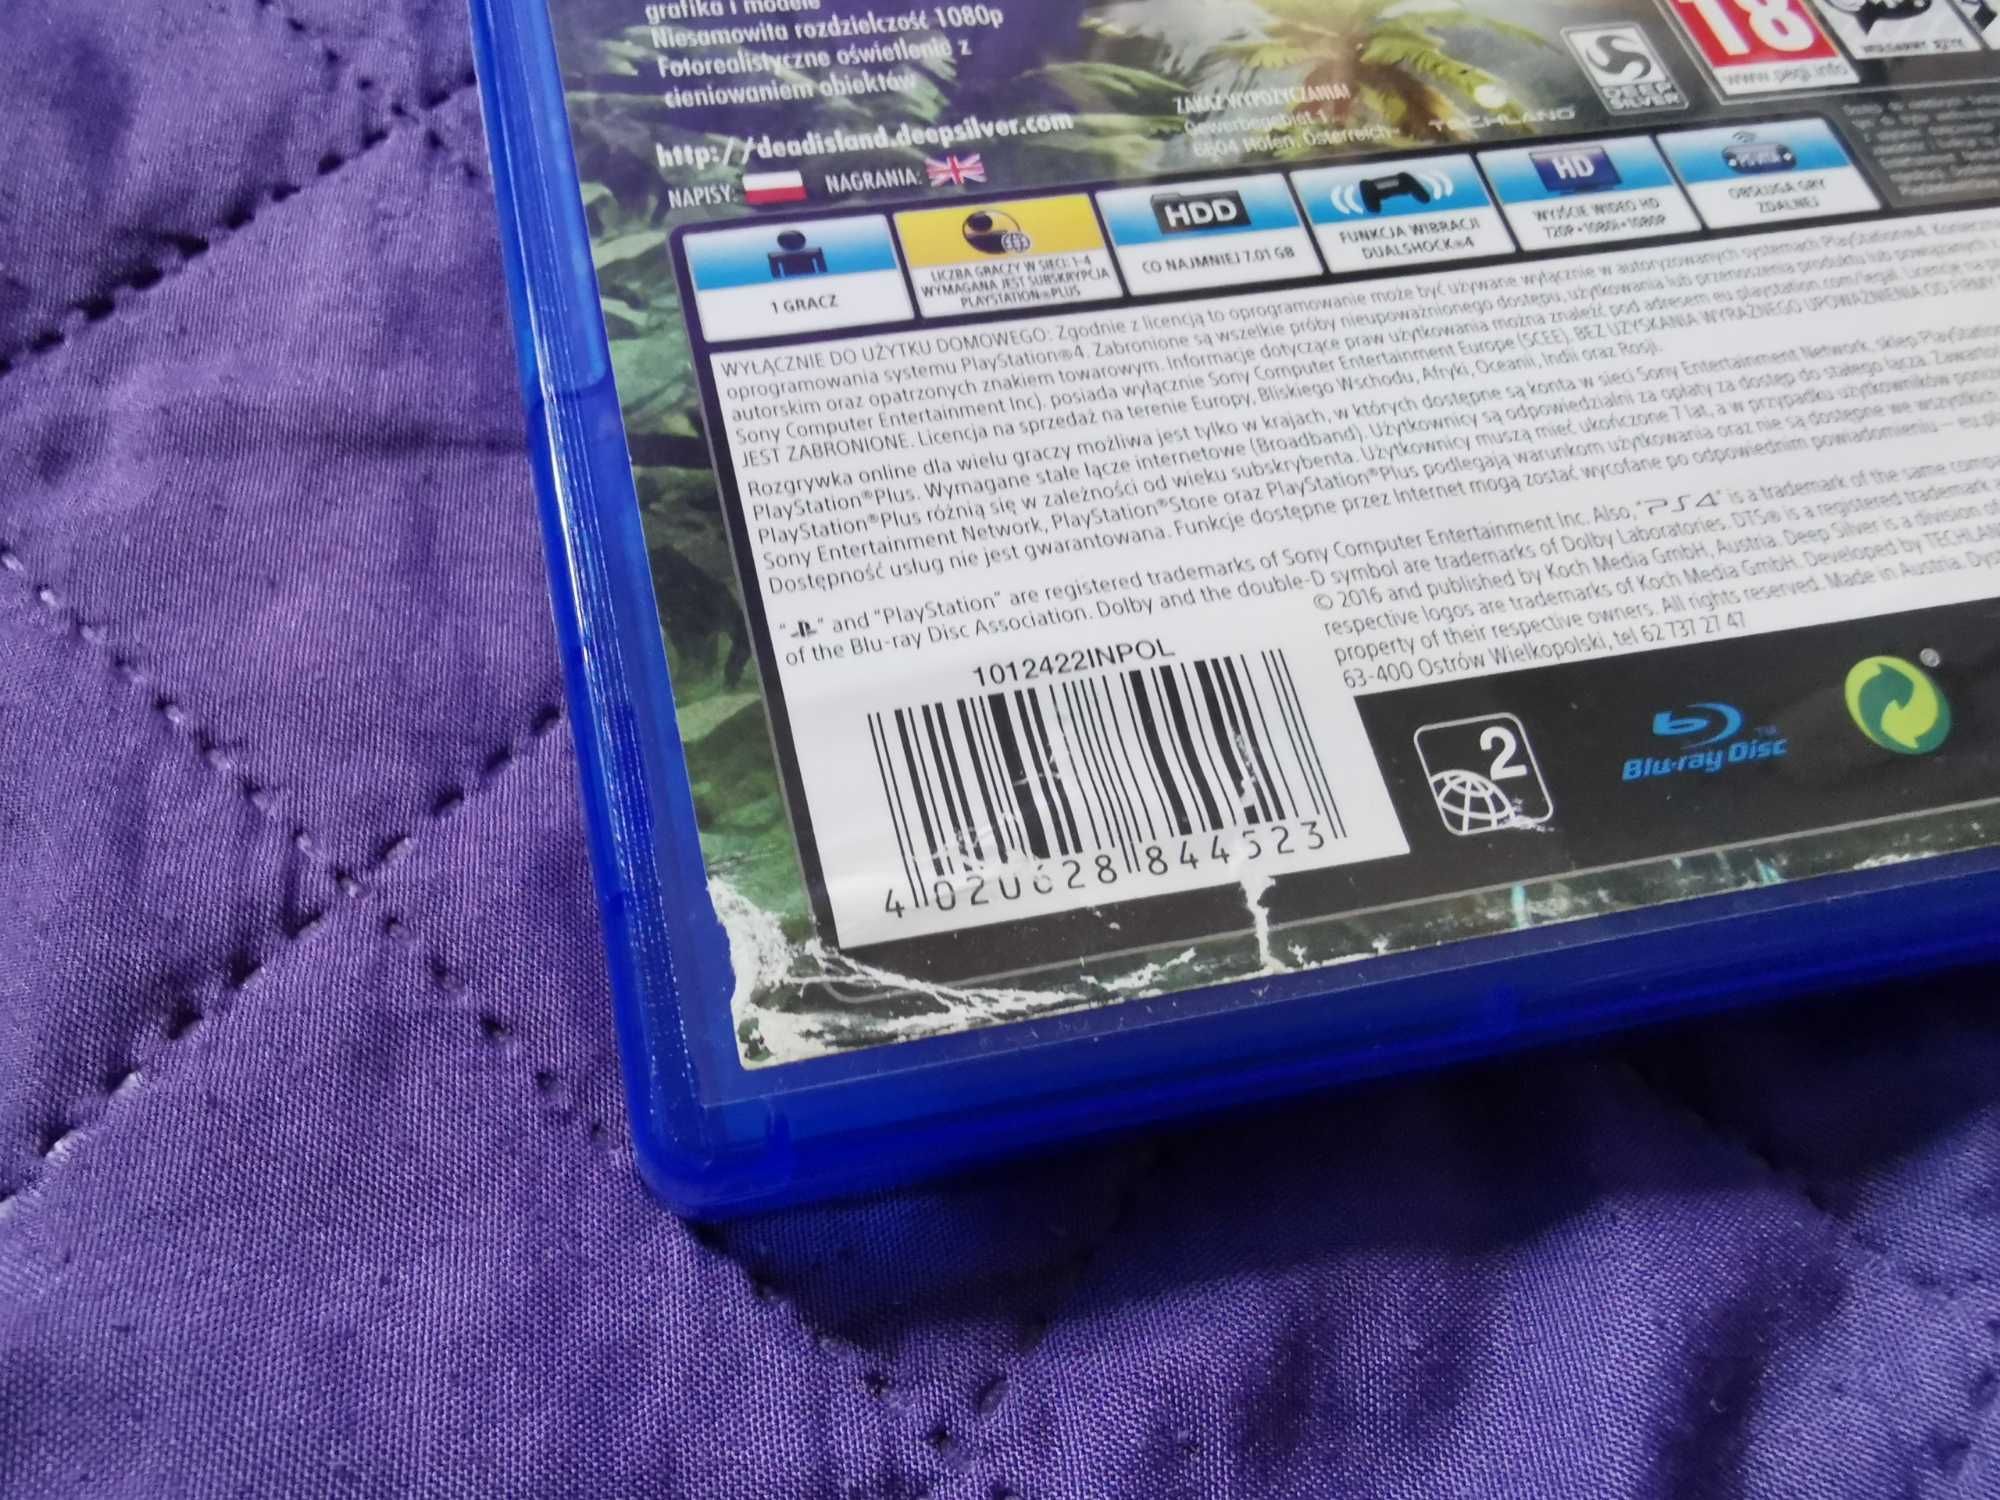 grafika i modele
Niesamowita rozdzielczość 1080p
Fotorealistyczne oświetlenie z
cieniowaniem obiektów
http://deadisland.deepsilver.com
NAPISY: NAGRANIA:
ZAKAZ WYPOŻYCZANIA!
Gewerbegebiet 1,
6604 Höfen, Österreich
TECHLAND
DEEP
SILVER
18
www.pegi.info
1 GRACZ
LICZBA GRACZY W SIECI: 1-4
WYMAGANA JEST SUBSKRYPCJA
PLAYSTATION®PLUS
HDD
CO NAJMNIEJ 7.01 GB
FUNKCJA WIBRACJI
DUALSHOCK®4
HD
WYJŚCIE WIDEO HD
720P•1080i•1080P
OBSŁUGA GRY
ZDALNEJ
WYŁĄCZNIE DO UŻYTKU DOMOWEGO: Zgodnie z licencją to oprogramowanie może być używane wyłącznie w autoryzowanych systemach PlayStation®4.
oprogramowania systemu PlayStation®4. Zabronione są wszelkie próby nieupoważnionego dostępu, użytkowania lub przenoszenia produktu lub powiązanych z
autorskim oraz opatrzonych znakiem towarowym. Informacje dotyczące praw użytkowania można znaleźć pod adresem eu.playstation.com/legal. Licencję na
Sony Computer Entertainment Inc). posiada wyłącznie Sony Computer Entertainment Europe (SCEE). BEZ UZYSKANIA WYRAŹNEGO UPOWAŻNIENIA OD FIRMY
JEST ZABRONIONE. Licencja na sprzedaż na terenie Europy, Bliskiego Wschodu, Afryki, Oceanii, Indii oraz Rosji.
Rozgrywka online dla wielu graczy możliwa jest tylko w krajach, w których dostępne są konta w sieci Sony Entertainment Network, sklep PlayStation
PlayStation®Plus. Wymagane stałe łącze internetowe (Broadband). Użytkownicy są odpowiedzialni za opłaty za dostęp do stałego łącza.
PlayStation®Plus różnią się w zależności od wieku subskrybenta. Użytkownicy muszą mieć ukończone 7 lat, a w przypadku użytkowników
Sony Entertainment Network, PlayStation®Store oraz PlayStation®Plus podlegają warunkom użytkowania oraz nie są dostępne we wszystkich
Dostępność usług nie jest gwarantowana. Funkcje dostępne przez Internet mogą zostać wycofane po odpowiednim powiadomieniu —
" " and "PlayStation" are registered trademarks of Sony Computer Entertainment Inc. Also, "PS4" is a trademark of the same
of the Blu-ray Disc Association. Dolby and the double-D symbol are trademarks of Dolby Laboratories. DTS® is a registered trademark
© 2016 and published by Koch Media GmbH, Austria. Deep Silver is a division of
respective logos are trademarks of Koch Media GmbH. Developed by
property of their respective owners. All rights reserved. Made in Austria.
63-400 Ostrów Wielkopolski, tel 62 737 27 47
1012422INPOL
4 020628 844523
2
Blu-ray Disc™
®